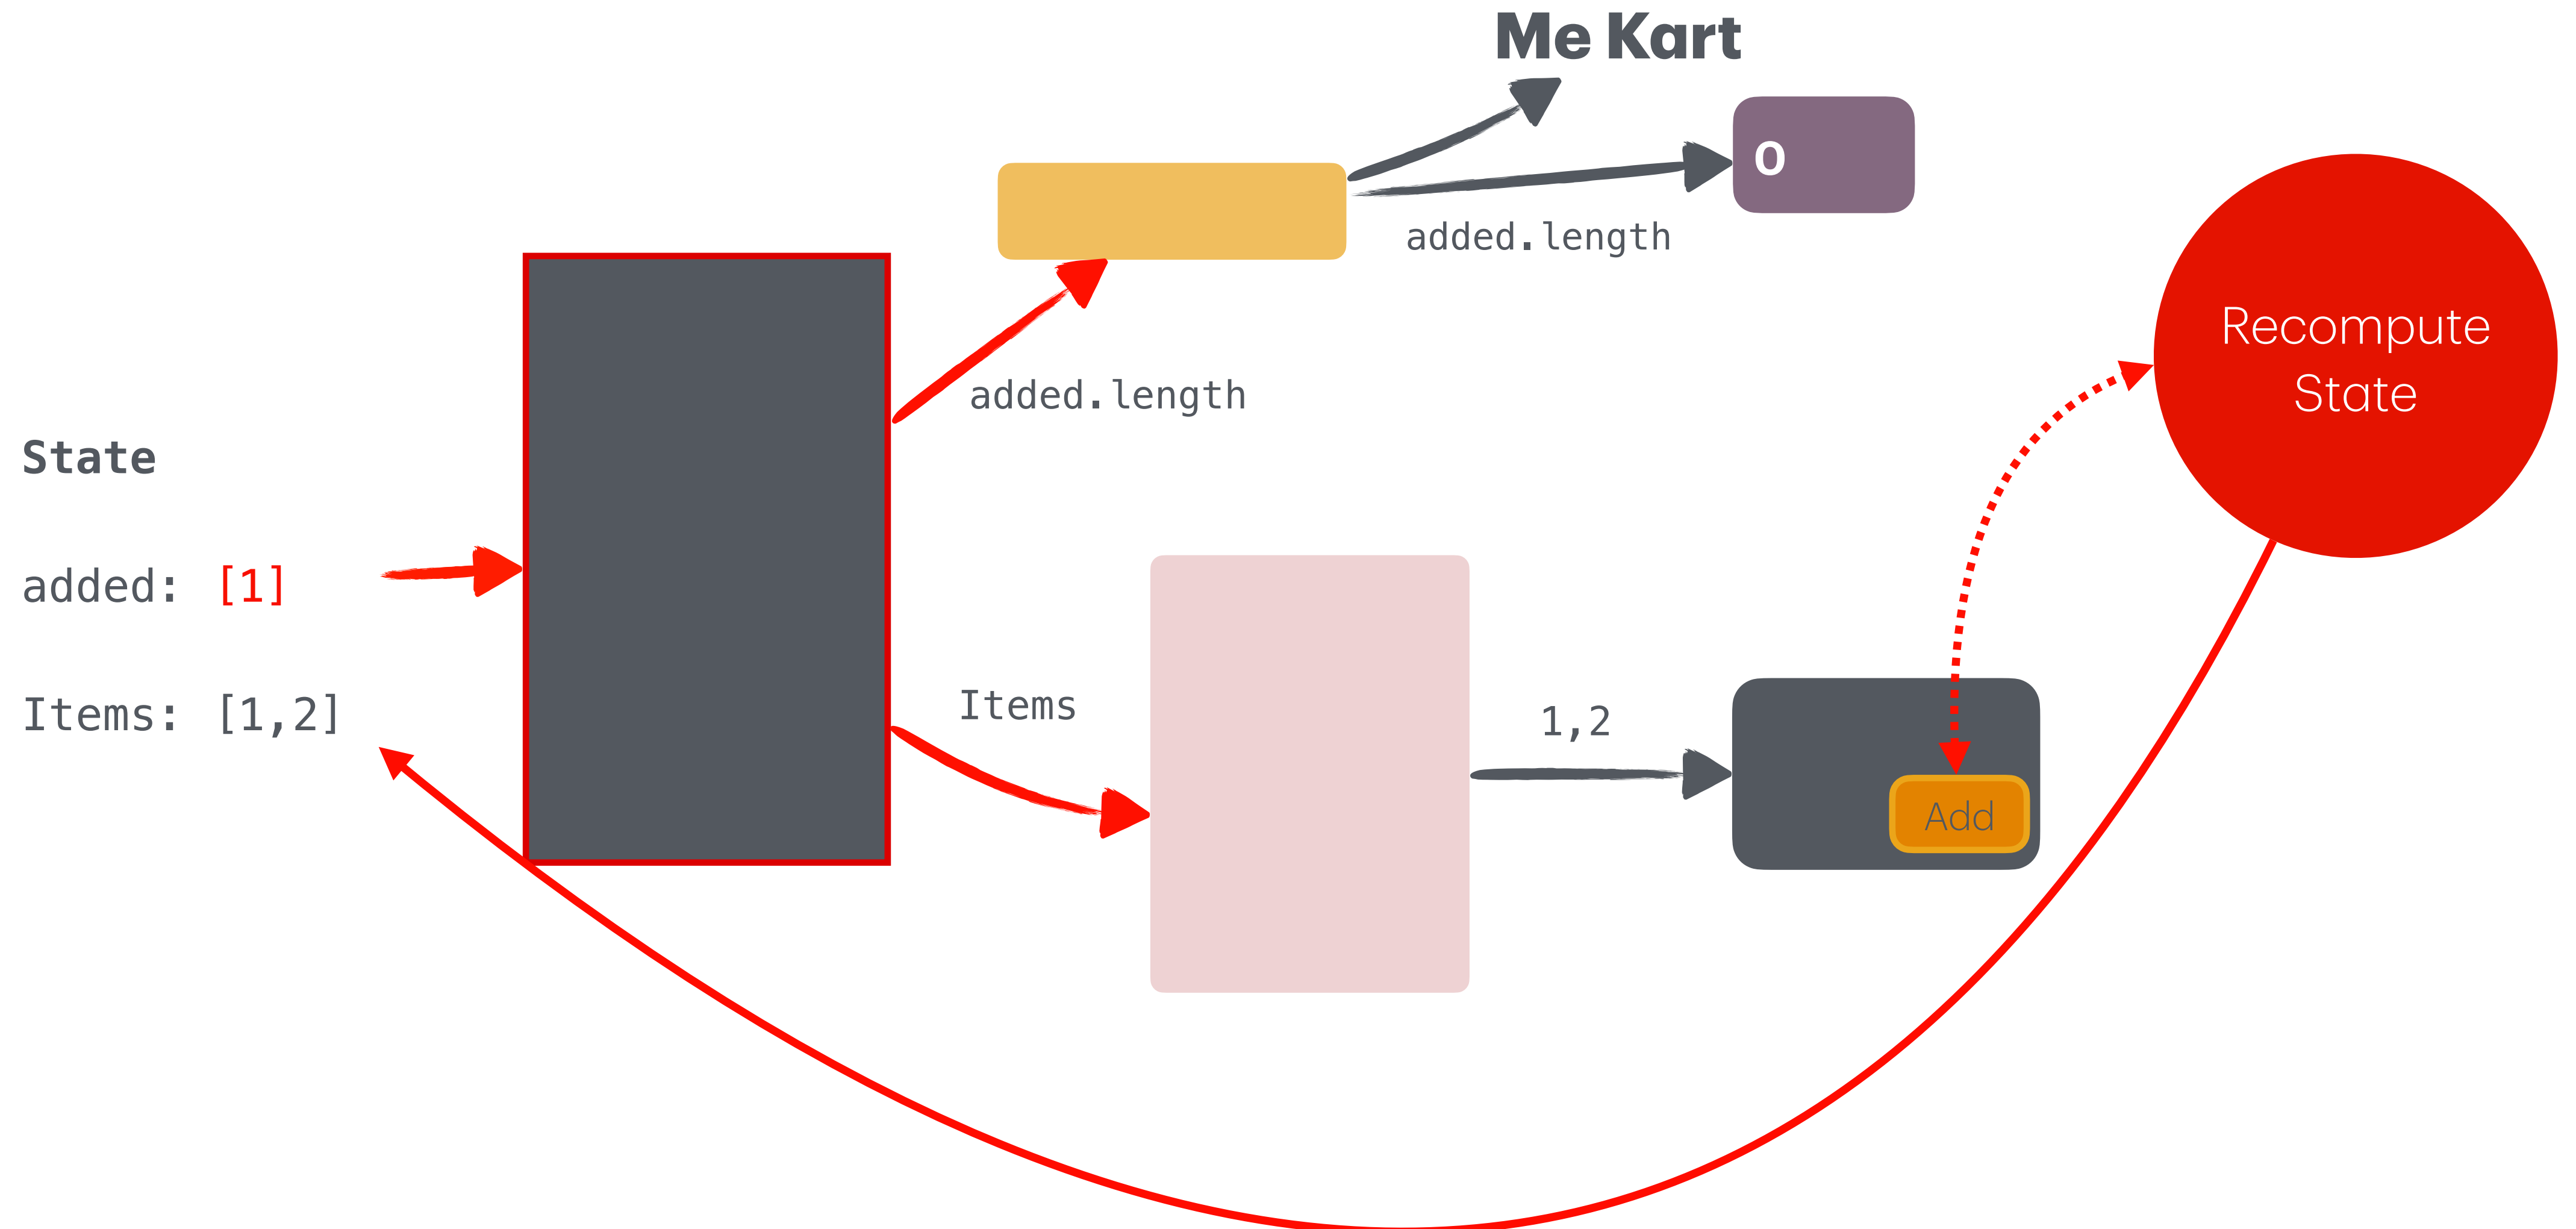 Me Kart
0
added.length
Recompute
State
added.length
State
added: [1]
Items: [1,2]
Items
1,2
Add